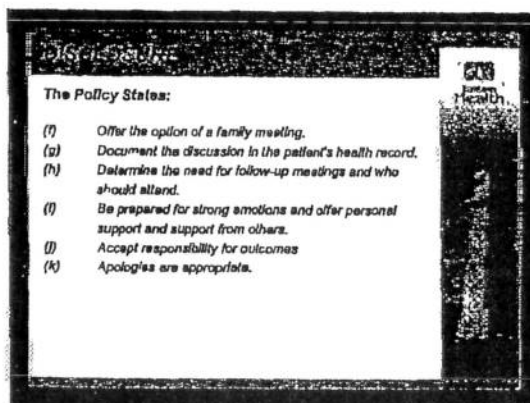 DISCLOSURE
Health
The Policy States:
(f) Offer the option of a family meeting.
(g) Document the discussion in the patient's health record.
(h) Determine the need for follow-up meetings and who
should attend.
(i) Be prepared for strong emotions and offer personal
support and support from others.
(j) Accept responsibility for outcomes
(k) Apologies are appropriate.